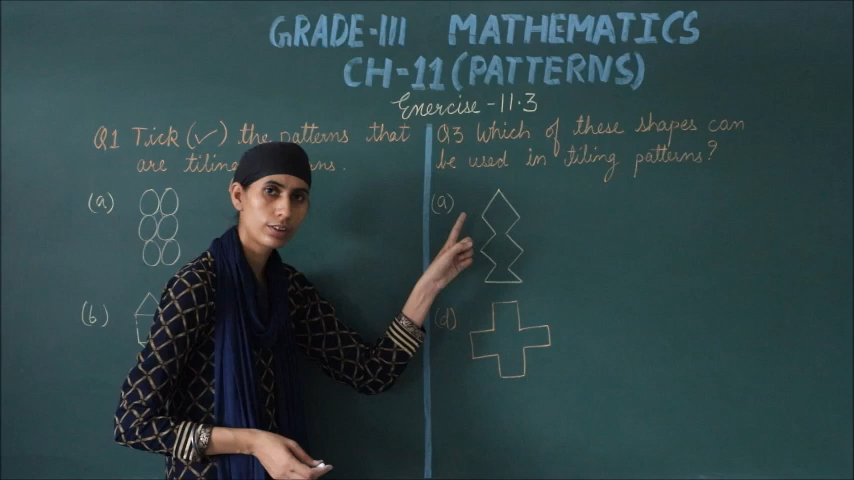 GRADE-III MATHEMATICS
CH-11 (PATTERNS)
Exercise-11.3
Q1 Tick (✓) the patterns that
are tiling
(a)
(b)
Q3 Which of these shapes can
be used in tiling patterns?
(a)
(d)